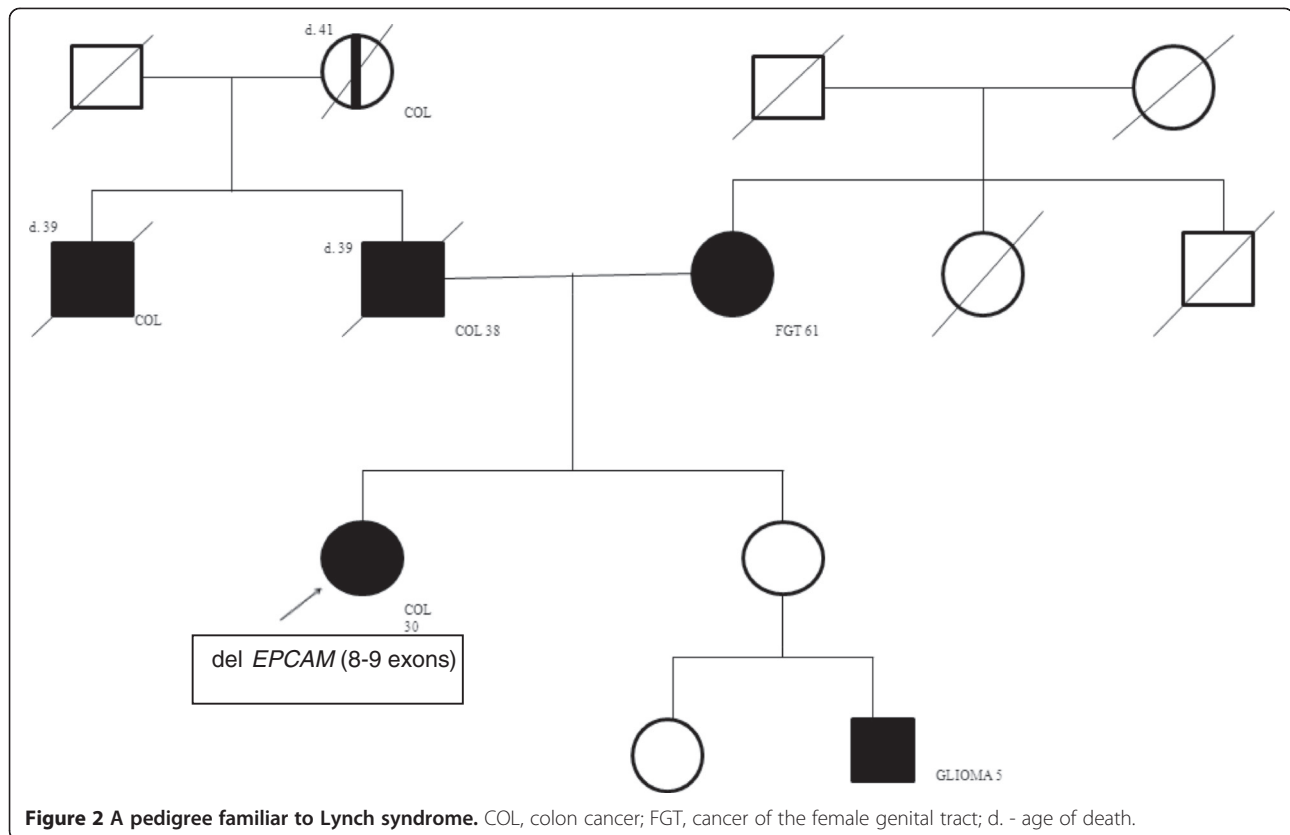 d. 41
COL
d. 39
COL
d. 39
COL 38
FGT 61
COL
30
del EPCAM (8-9 exons)
GLIOMA 5
Figure 2 A pedigree familiar to Lynch syndrome. COL, colon cancer; FGT, cancer of the female genital tract; d. - age of death.